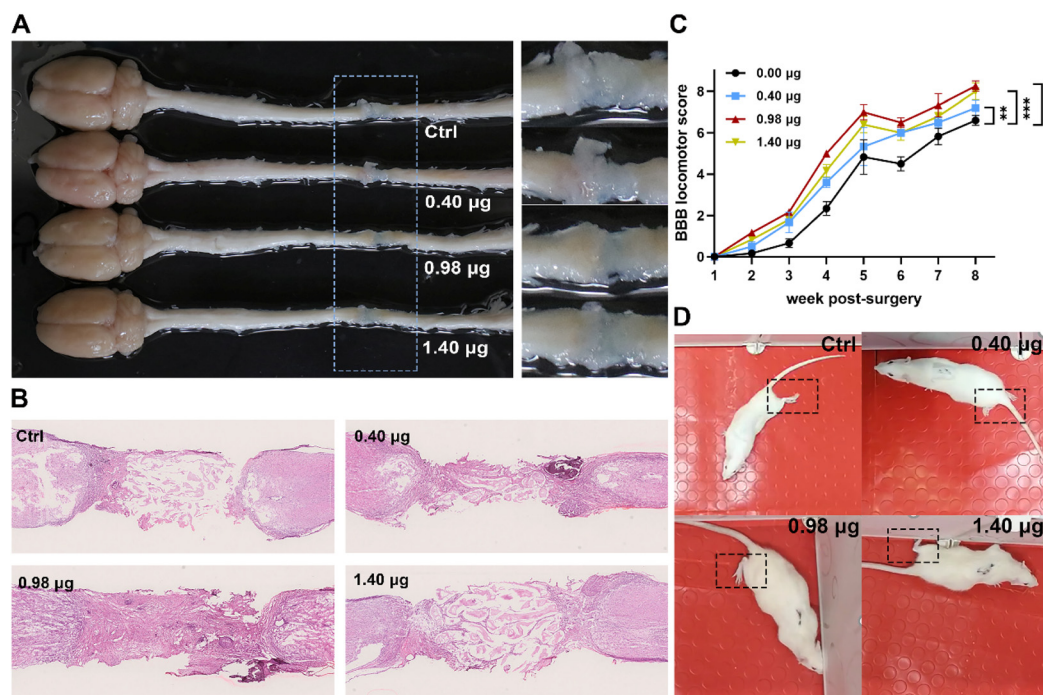 A
Ctrl
0.40 µg
0.98 µg
1.40 µg
B
Ctrl
0.40 µg
0.98 µg
1.40 µg
C
0.00 µg
0.40 µg
0.98 µg
1.40 µg
BBB locomotor score
8
6
4
2
0
1 2 3 4 5 6 7 8
week post-surgery
**
***
D
Ctrl
0.40 µg
0.98 µg
1.40 µg